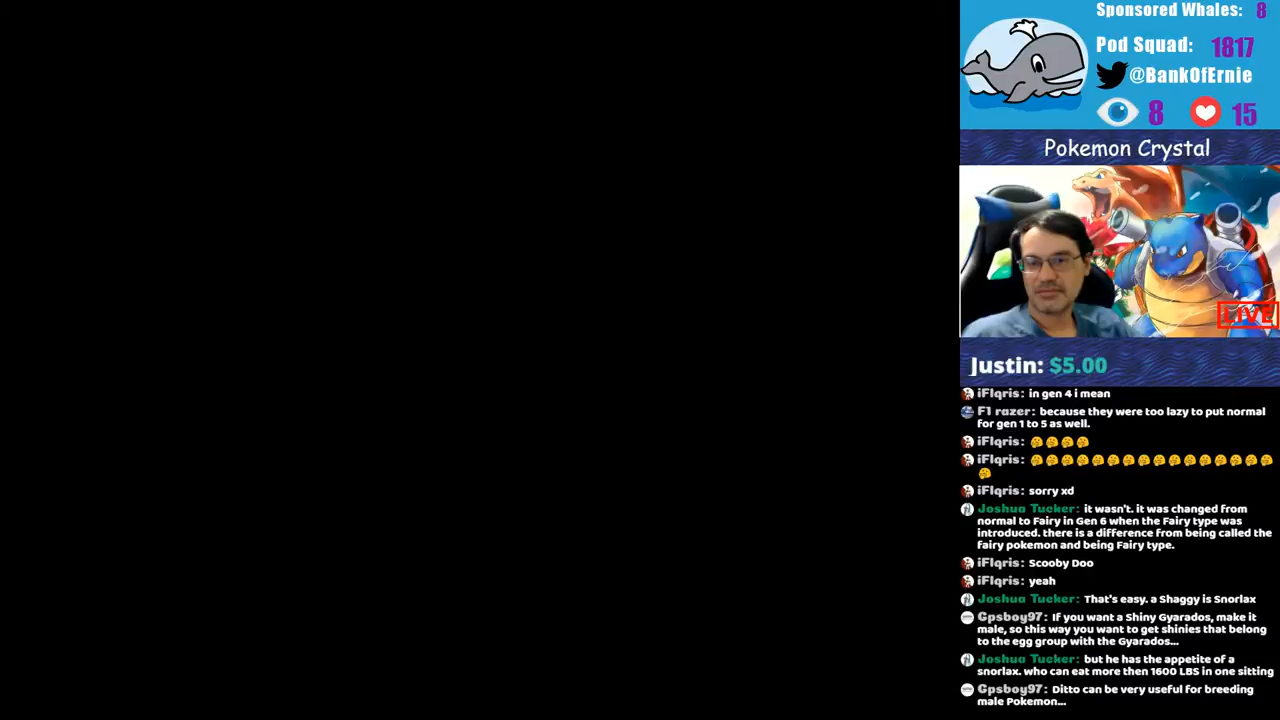 Sponsored Whales: 8
Pod Squad: 1817
@BankOfErnie
8 15
Pokemon Crystal
LIVE
Justin: $5.00
iFIqris: in gen 4 i mean
F1 razer: because they were too lazy to put normal
for gen 1 to 5 as well.
iFIqris: 🤔🤔🤔🤔
iFIqris: 🤔🤔🤔🤔🤔🤔🤔🤔🤔🤔🤔🤔🤔🤔🤔🤔
🤔
iFIqris: sorry xd
Joshua Tucker: it wasn't. it was changed from
normal to Fairy in Gen 6 when the Fairy type was
introduced. there is a difference from being called the
fairy pokemon and being Fairy type.
iFIqris: Scooby Doo
iFIqris: yeah
Joshua Tucker: That's easy. a Shaggy is Snorlax
Gpsboy97: If you want a Shiny Gyarados, make it
male, so this way you want to get shinies that belong
to the egg group with the Gyarados...
Joshua Tucker: but he has the appetite of a
snorlax. who can eat more then 1600 LBS in one sitting
Gpsboy97: Ditto can be very useful for breeding
male Pokemon...